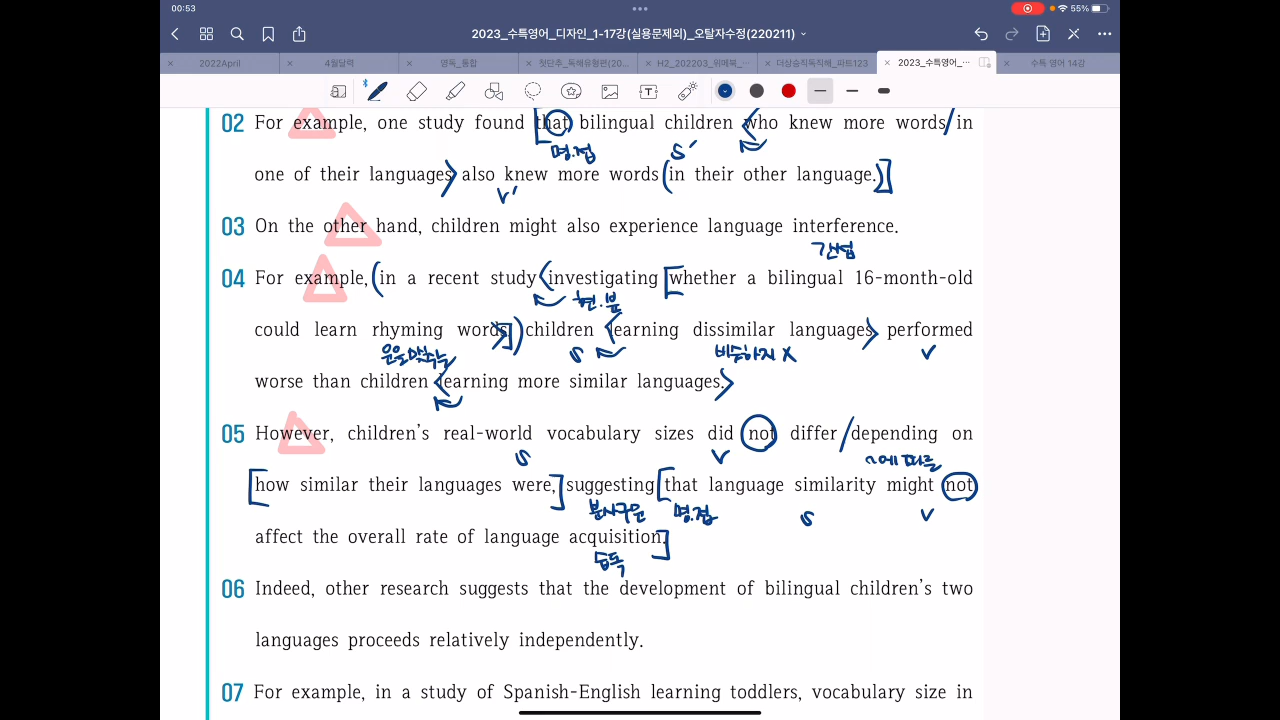 00:53
55%
2023_수특영어_디자인_1-17강(실용문제외)_오탈자수정(220211)
2022April
4월달력
영독_통합
첫단추_독해유형편(20...
H2_202203_위메북_...
더상승직독직해_파트123
2023_수특영어_...
수특 영어 14강
02 For example, one study found that bilingual children who knew more words/in
명.접 S' 
one of their languages also knew more words (in their other language.)]
V'
03 On the other hand, children might also experience language interference.
간섭
04 For example, (in a recent study investigating [whether a bilingual 16-month-old
현.분
could learn rhyming words]) children learning dissimilar languages performed
운율맞추는 S 비슷하지 X V
worse than children learning more similar languages.
05 However, children's real-world vocabulary sizes did not differ/depending on
S V ~에 따른
[how similar their languages were,] suggesting [that language similarity might not
분사구문 명.접 S V
affect the overall rate of language acquisition.]
습득
06 Indeed, other research suggests that the development of bilingual children's two
languages proceeds relatively independently.
07 For example, in a study of Spanish-English learning toddlers, vocabulary size in